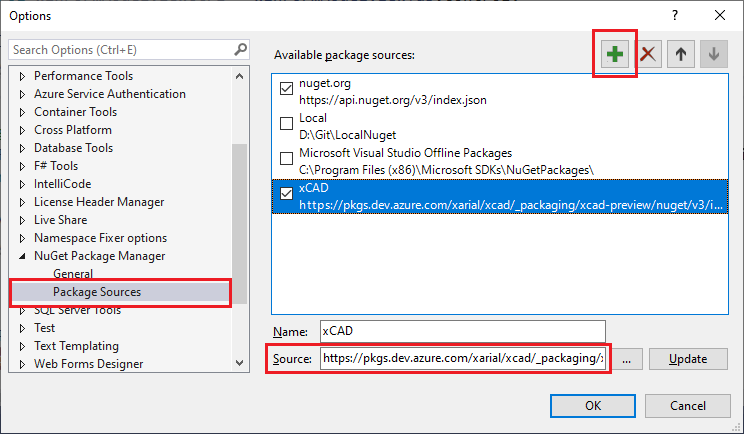 Options
Search Options (Ctrl+E)
Performance Tools
Azure Service Authentication
Container Tools
Cross Platform
Database Tools
F# Tools
IntelliCode
License Header Manager
Live Share
Namespace Fixer options
NuGet Package Manager
General
Package Sources
SQL Server Tools
Test
Text Templating
Web Forms Designer
Available package sources:
nuget.org
https://api.nuget.org/v3/index.json
Local
D:\Git\LocalNuget
Microsoft Visual Studio Offline Packages
C:\Program Files (x86)\Microsoft SDKs\NuGetPackages\
xCAD
https://pkgs.dev.azure.com/xarial/xcad/_packaging/xcad-preview/nuget/v3/i...
Name: xCAD
Source: https://pkgs.dev.azure.com/xarial/xcad/_packaging/x ... Update
OK Cancel